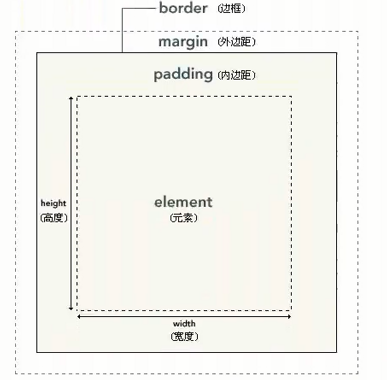 border (边框)
margin (外边距)
padding (内边距)
height
(高度)
element
(元素)
width
(宽度)